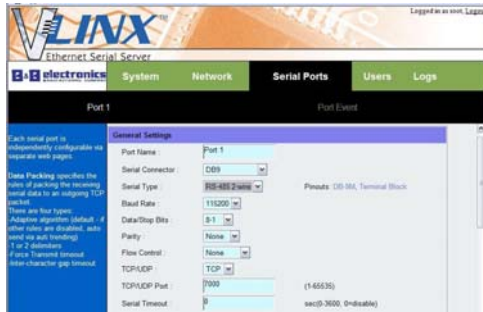 Logged in as root, Logout
VLINX
Ethernet Serial Server
B&B electronics
System Network Serial Ports Users Logs
Port 1 Port Event
Each serial port is
independently configurable via
separate web pages.
Data Packing specifies the
rules of packing the receiving
serial data to an outgoing TCP
packet.
There are four types:
-Adaptive algorithm (default - if
other rules are disabled, auto
send via auto trending)
-1 or 2 delimiters
-Force Transmit timeout
-Inter-character gap timeout
General Settings
Port Name : Port 1
Serial Connector : DB9
Serial Type : RS-485 2-wire Pinouts: DB-9M, Terminal Block
Baud Rate : 115200
Data/Stop Bits : 8-1
Parity : None
Flow Control : None
TCP/UDP : TCP
TCP/UDP Port : 7000 (1-65535)
Serial Timeout : 0 sec(0-3600, 0=disable)